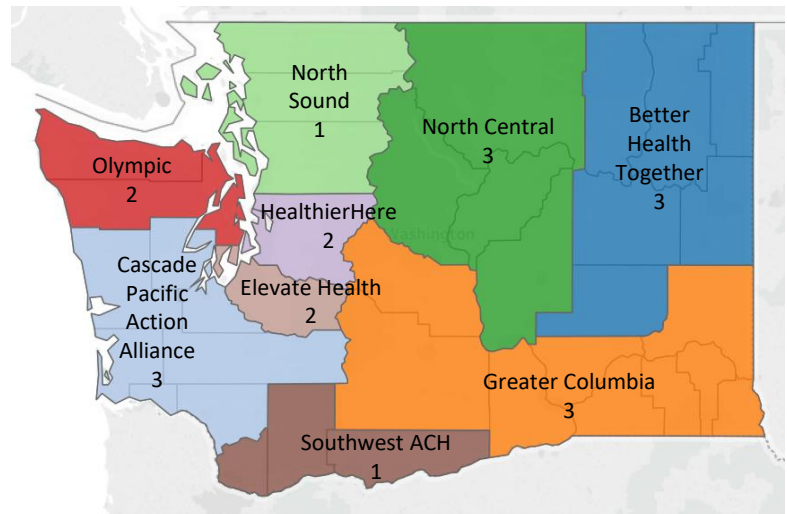 North
Sound
1
North Central
3
Better
Health
Together
3
Olympic
2
HealthierHere
2
Washington
Cascade
Pacific
Action
Alliance
3
Elevate Health
2
Greater Columbia
3
Southwest ACH
1